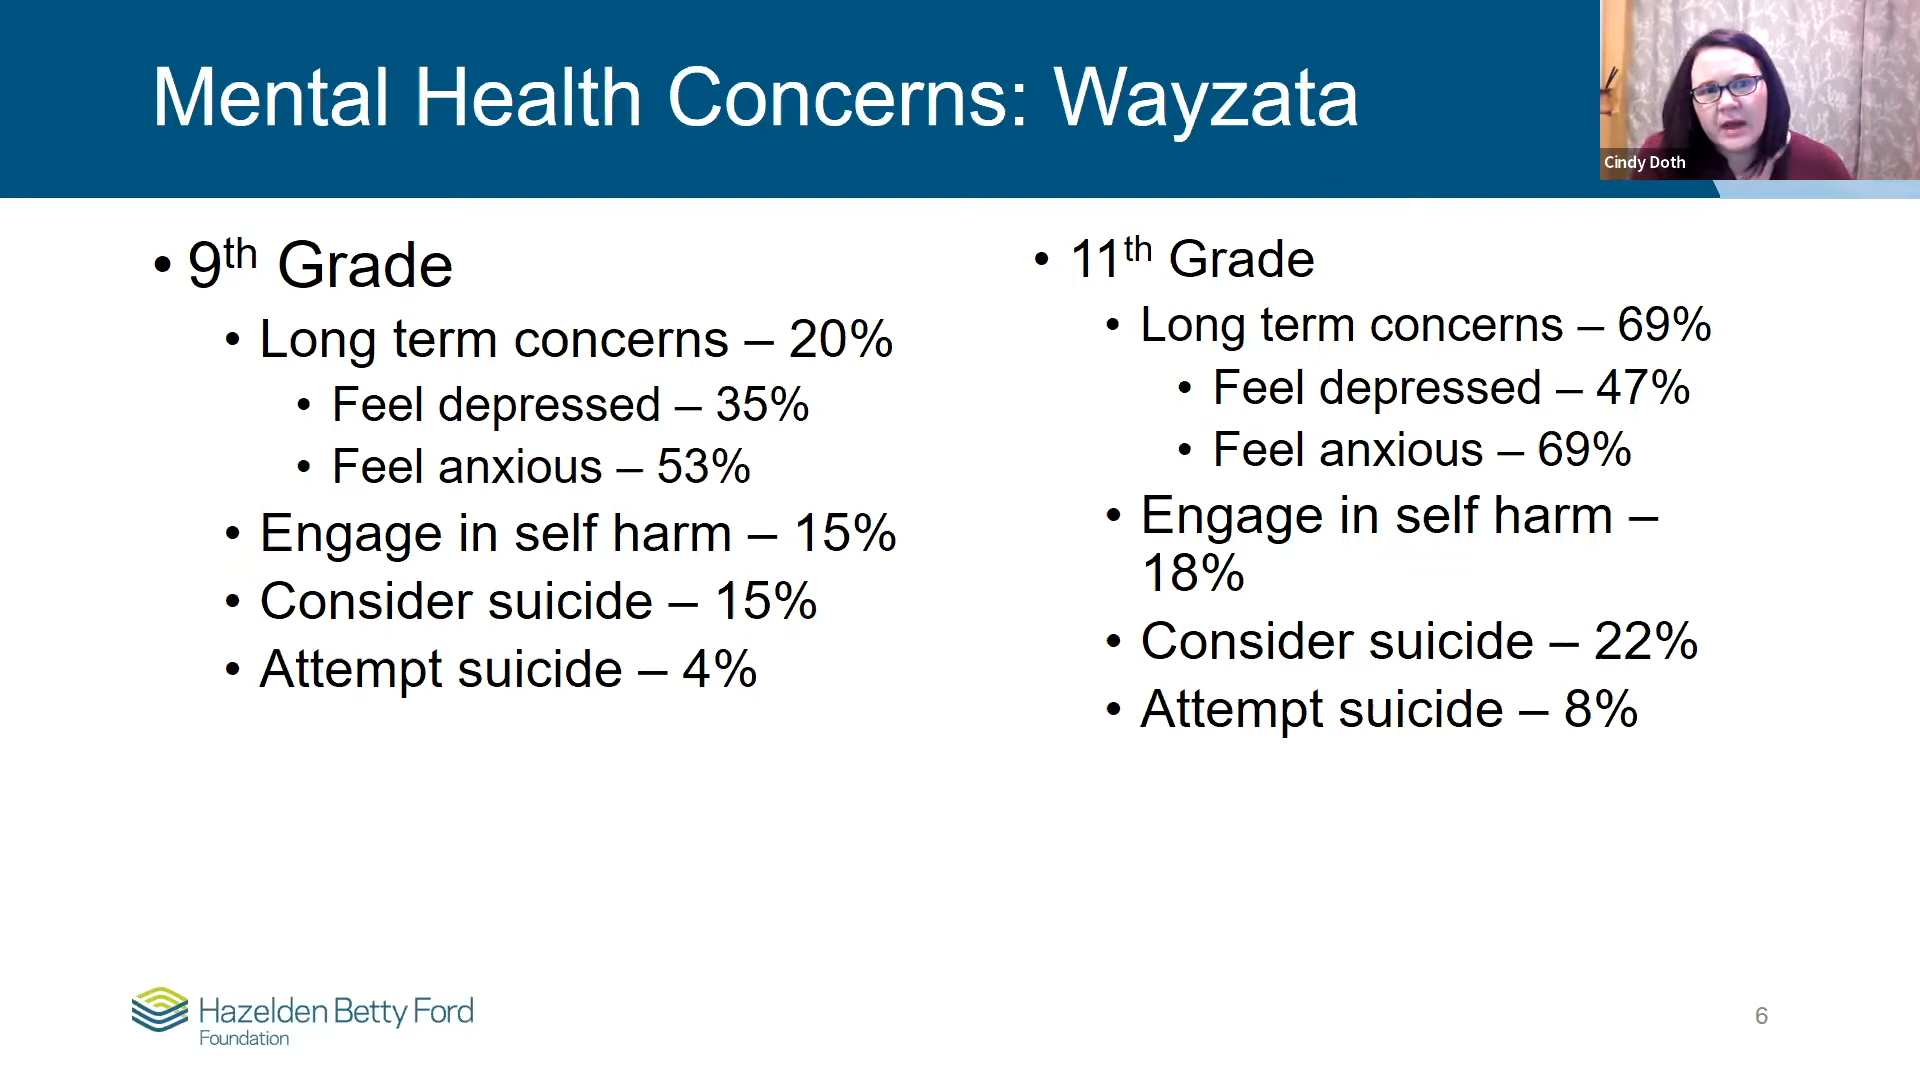 Mental Health Concerns: Wayzata
Cindy Doth
• 9th Grade
• Long term concerns – 20%
• Feel depressed – 35%
• Feel anxious – 53%
• Engage in self harm – 15%
• Consider suicide – 15%
• Attempt suicide – 4%
• 11th Grade
• Long term concerns – 69%
• Feel depressed – 47%
• Feel anxious – 69%
• Engage in self harm –
18%
• Consider suicide – 22%
• Attempt suicide – 8%
Hazelden Betty Ford
Foundation
6